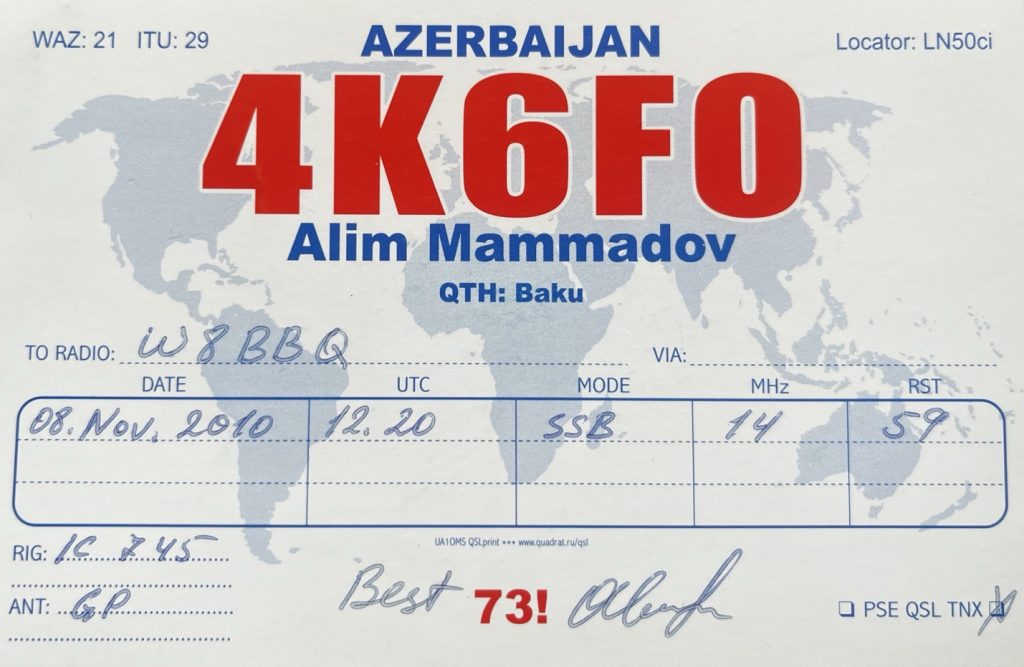 WAZ: 21 ITU: 29
AZERBAIJAN
Locator: LN50ci
4K6FO
Alim Mammadov
QTH: Baku
TO RADIO: W8BBQ
VIA:
DATE UTC MODE MHz RST
08. Nov. 2010 12.20 SSB 14 59
UA1OMS QSLprint +++ www.quadrat.ru/qsl
RIG: IC 745
ANT: GP
Best 73!
PSE QSL TNX